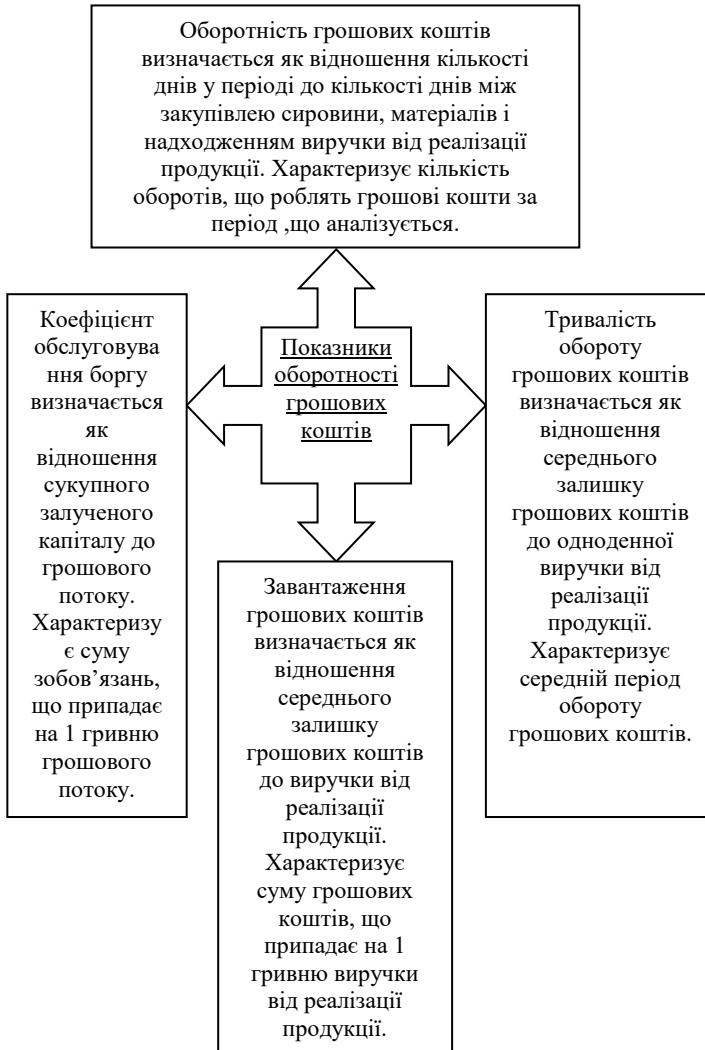 Оборотність грошових коштів
визначається як відношення кількості
днів у періоді до кількості днів між
закупівлею сировини, матеріалів і
надходженням виручки від реалізації
продукції. Характеризує кількість
оборотів, що роблять грошові кошти за
період ,що аналізується.
Показники
оборотності
грошових
коштів
Коефіцієнт
обслуговува
ння боргу
визначається
як
відношення
сукупного
залученого
капіталу до
грошового
потоку.
Характеризу
є суму
зобов’язань,
що припадає
на 1 гривню
грошового
потоку.
Тривалість
обороту
грошових коштів
визначається як
відношення
середнього
залишку
грошових коштів
до одноденної
виручки від
реалізації
продукції.
Характеризує
середній період
обороту
грошових коштів.
Завантаження
грошових коштів
визначається як
відношення
середнього
залишку
грошових коштів
до виручки від
реалізації
продукції.
Характеризує
суму грошових
коштів, що
припадає на 1
гривню виручки
від реалізації
продукції.